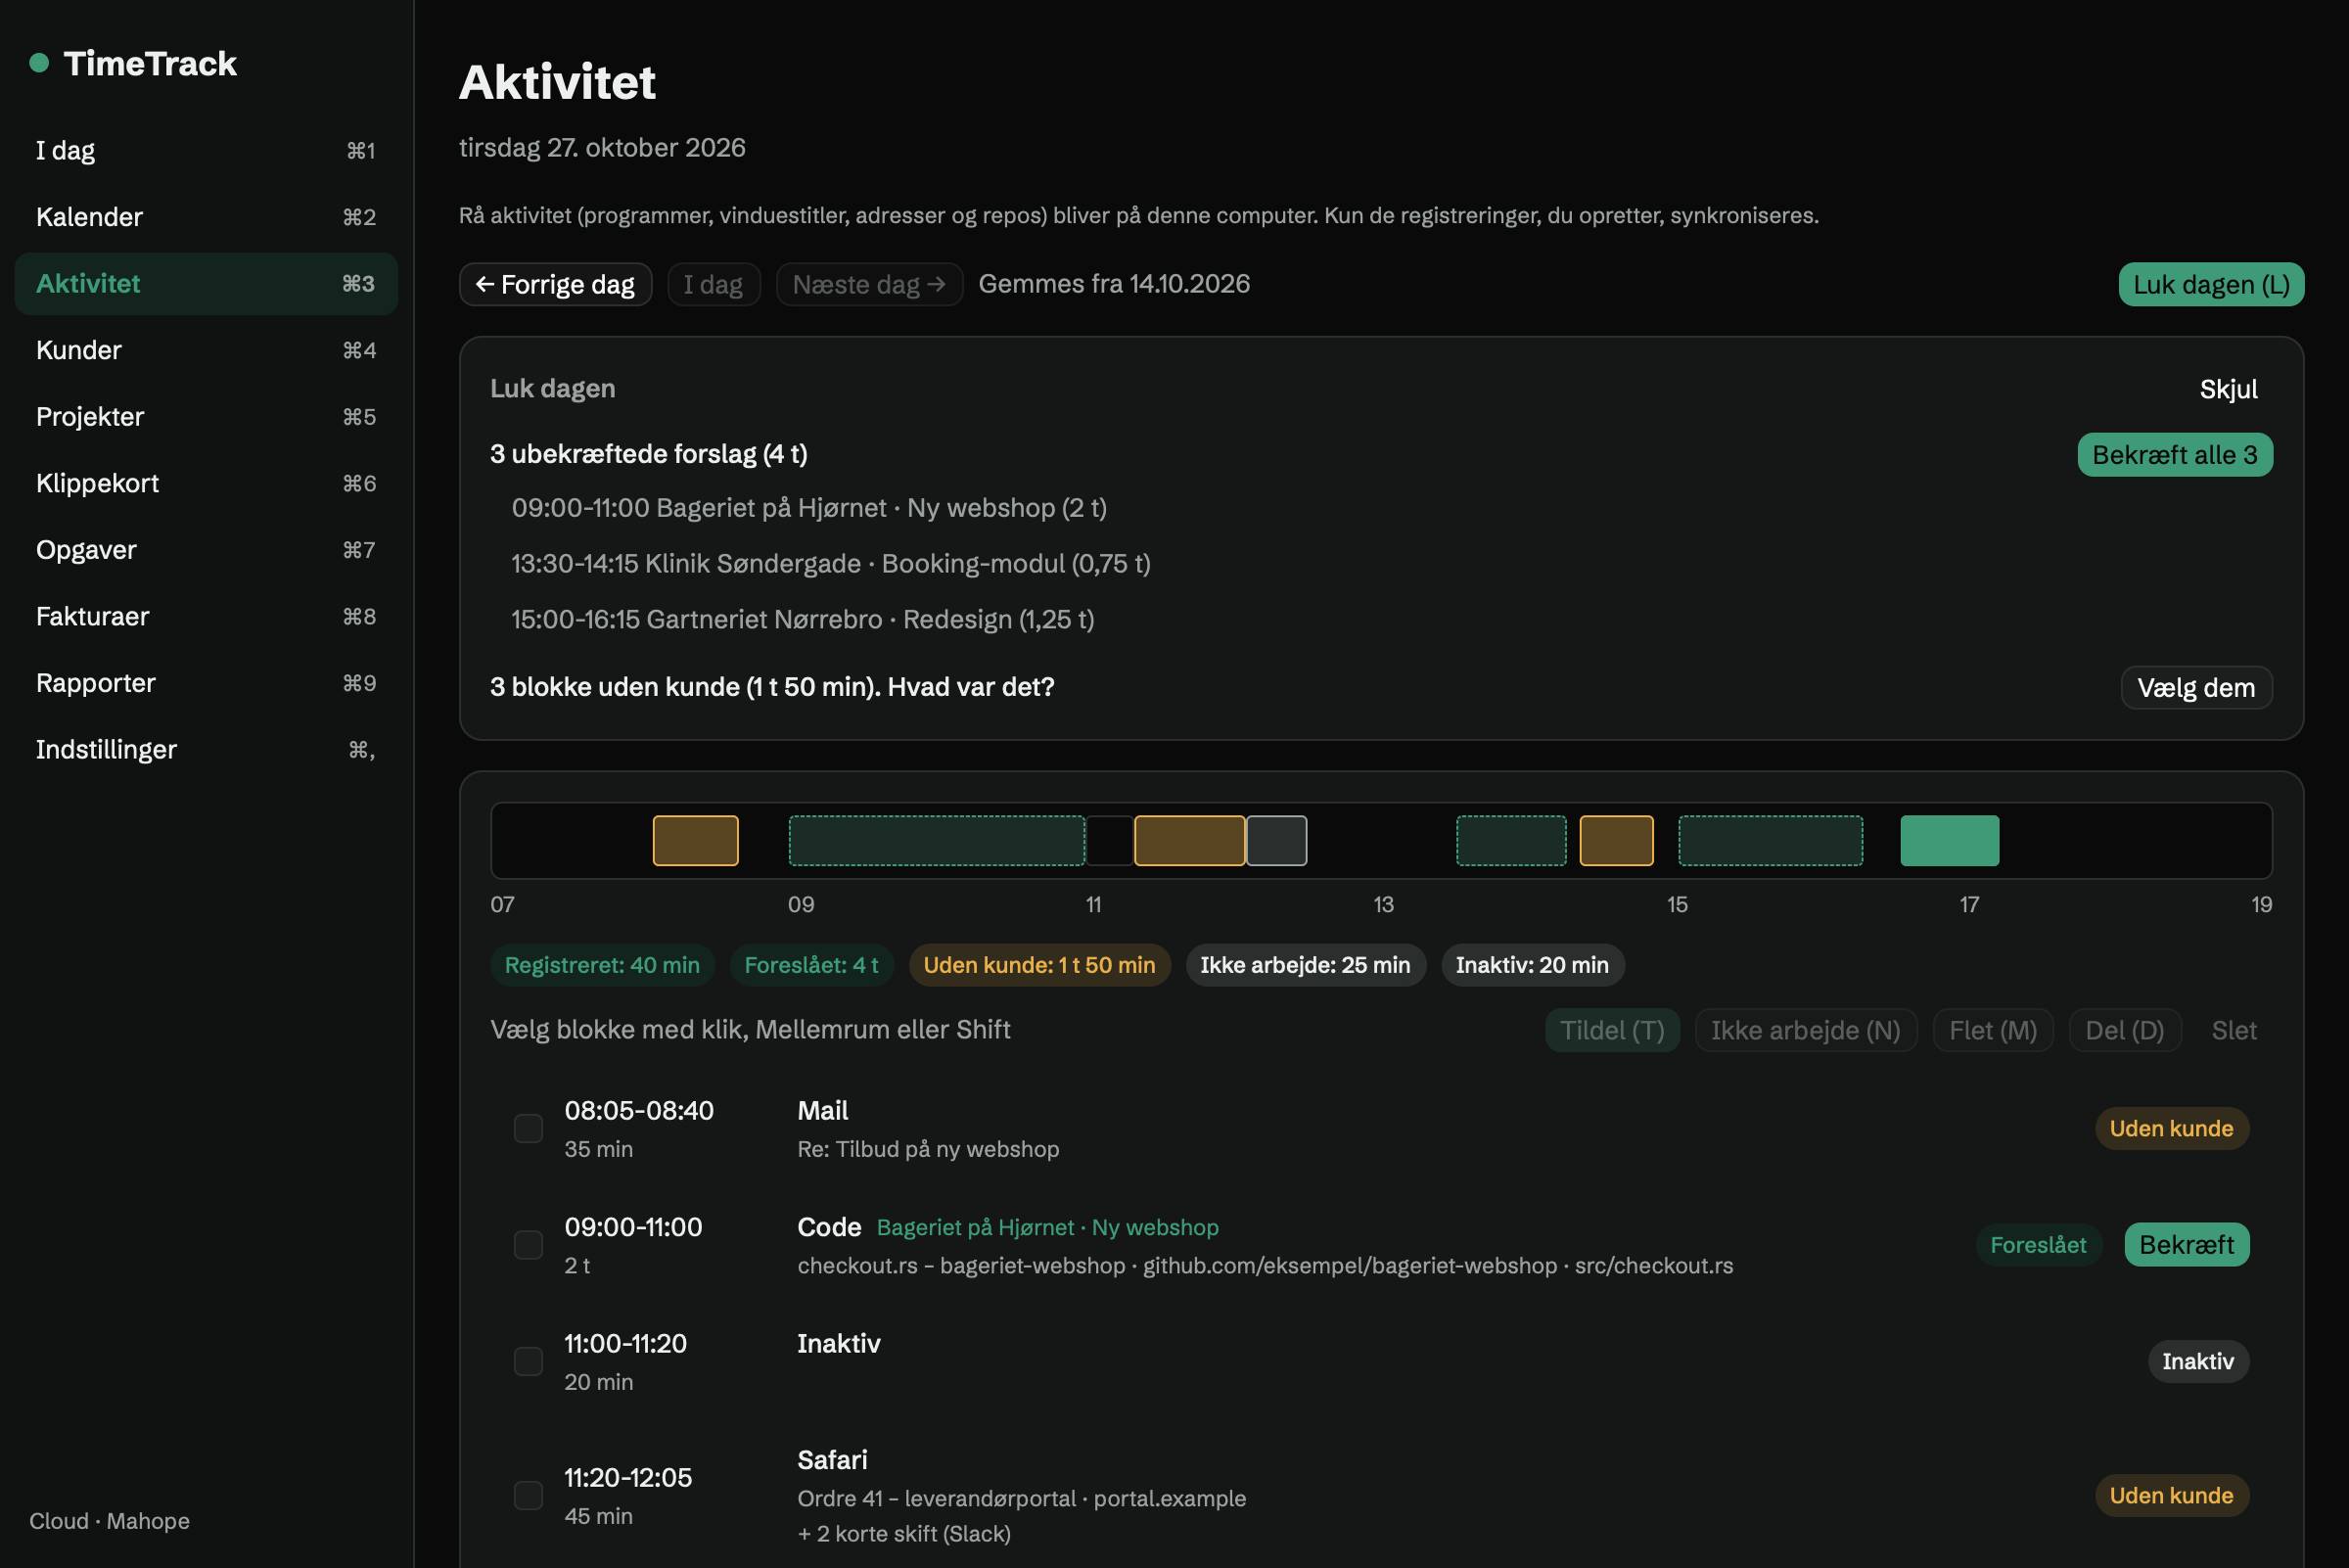 TimeTrack
I dag ⌘1
Kalender ⌘2
Aktivitet ⌘3
Kunder ⌘4
Projekter ⌘5
Klippekort ⌘6
Opgaver ⌘7
Fakturaer ⌘8
Rapporter ⌘9
Indstillinger ⌘,
Cloud · Mahope
Aktivitet
tirsdag 27. oktober 2026
Rå aktivitet (programmer, vinduestitler, adresser og repos) bliver på denne computer. Kun de registreringer, du opretter, synkroniseres.
← Forrige dag I dag Næste dag → Gemmes fra 14.10.2026 Luk dagen (L)
Luk dagen Skjul
3 ubekræftede forslag (4 t) Bekræft alle 3
09:00-11:00 Bageriet på Hjørnet · Ny webshop (2 t)
13:30-14:15 Klinik Søndergade · Booking-modul (0,75 t)
15:00-16:15 Gartneriet Nørrebro · Redesign (1,25 t)
3 blokke uden kunde (1 t 50 min). Hvad var det? Vælg dem
07 09 11 13 15 17 19
Registreret: 40 min Foreslået: 4 t Uden kunde: 1 t 50 min Ikke arbejde: 25 min Inaktiv: 20 min
Vælg blokke med klik, Mellemrum eller Shift Tildel (T) Ikke arbejde (N) Flet (M) Del (D) Slet
08:05-08:40 Mail Uden kunde
35 min Re: Tilbud på ny webshop
09:00-11:00 Code Bageriet på Hjørnet · Ny webshop Foreslået Bekræft
2 t checkout.rs – bageriet-webshop · github.com/eksempel/bageriet-webshop · src/checkout.rs
11:00-11:20 Inaktiv Inaktiv
20 min
Safari
11:20-12:05 Ordre 41 – leverandørportal · portal.example Uden kunde
45 min + 2 korte skift (Slack)